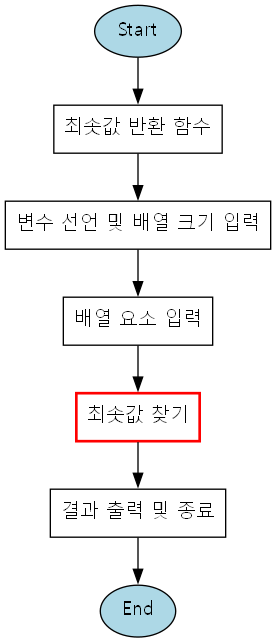 Start
최솟값 반환 함수
변수 선언 및 배열 크기 입력
배열 요소 입력
최솟값 찾기
결과 출력 및 종료
End